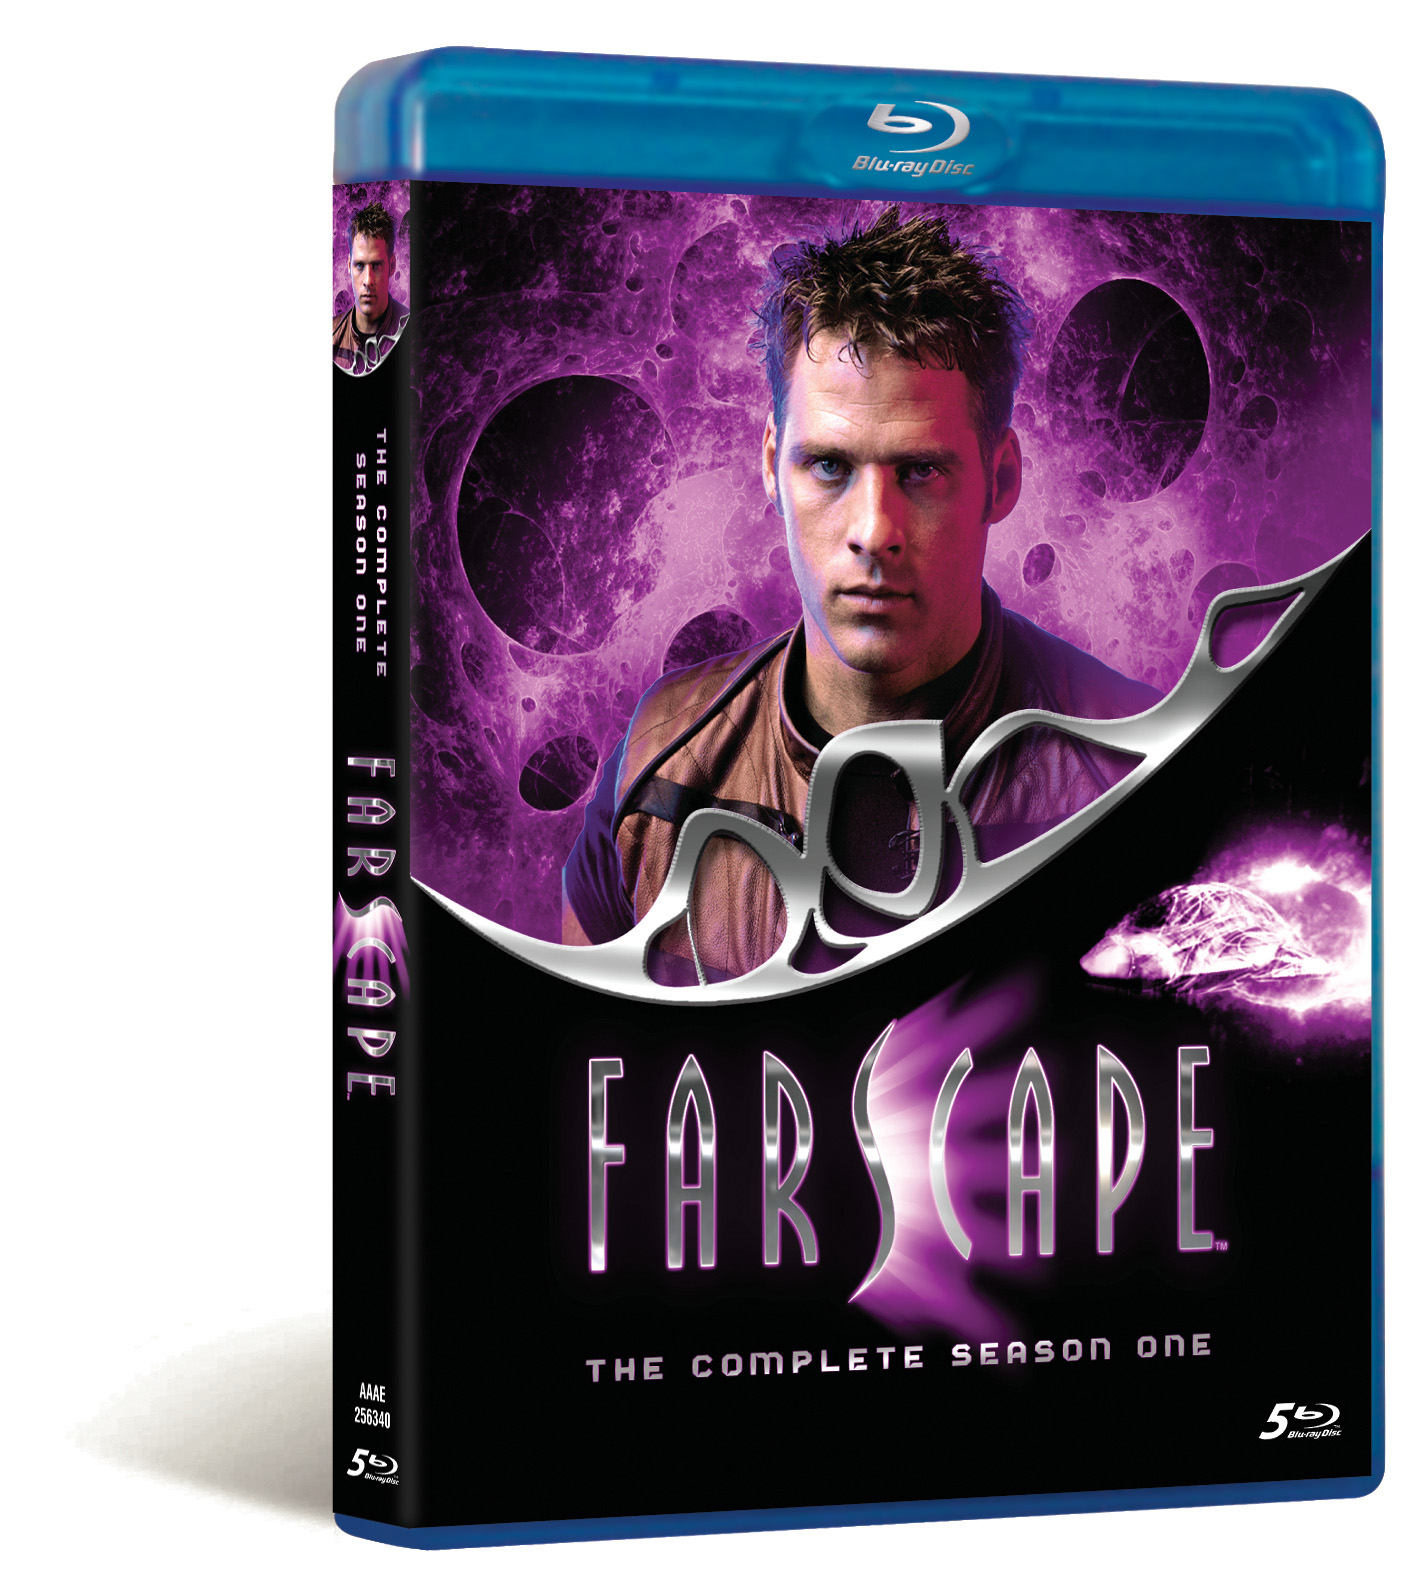 Blu-ray Disc
THE COMPLETE
SEASON ONE
FARSCAPE
AAAE
256340
5
Blu-ray Disc
FARSCAPE™
THE COMPLETE SEASON ONE
5
Blu-ray Disc